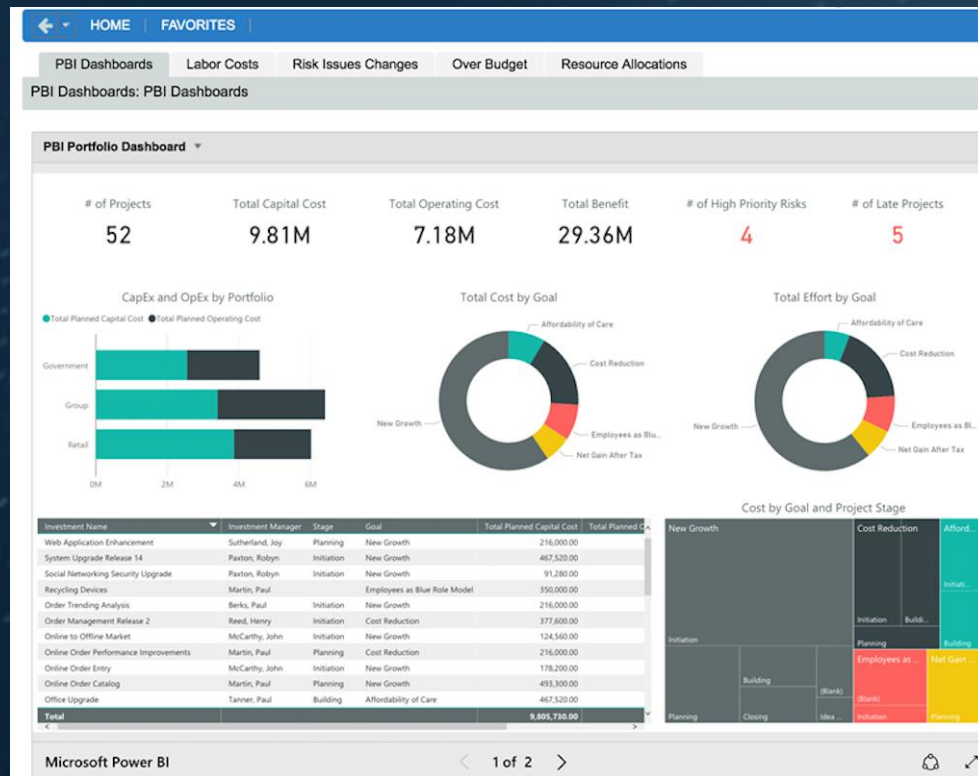 HOME | FAVORITES |
PBI Dashboards Labor Costs Risk Issues Changes Over Budget Resource Allocations
PBI Dashboards: PBI Dashboards
PBI Portfolio Dashboard
# of Projects Total Capital Cost Total Operating Cost Total Benefit # of High Priority Risks # of Late Projects
52 9.81M 7.18M 29.36M 4 5
CapEx and OpEx by Portfolio
Total Planned Capital Cost Total Planned Operating Cost
Government
Group
Retail
0M 2M 4M 6M
Total Cost by Goal
Affordability of Care
Cost Reduction
New Growth
Employees as Blu..
Net Gain After Tax
Total Effort by Goal
Affordability of Care
Cost Reduction
New Growth
Employees as Bl...
Net Gain After Tax
Investment Name Investment Manager Stage Goal Total Planned Capital Cost Total Planned O
Web Application Enhancement Sutherland, Joy Planning New Growth 216,000.00
System Upgrade Release 14 Paxton, Robyn Initiation New Growth 467,520.00
Social Networking Security Upgrade Paxton, Robyn Initiation New Growth 91,280.00
Recycling Devices Martin, Paul Employees as Blue Role Model 350,000.00
Order Trending Analysis Berks, Paul Initiation New Growth 216,000.00
Order Management Release 2 Reed, Henry Initiation Cost Reduction 377,600.00
Online to Offline Market McCarthy, John Initiation New Growth 124,560.00
Online Order Performance Improvements Martin, Paul Planning Cost Reduction 216,000.00
Online Order Entry McCarthy, John Initiation New Growth 178,200.00
Online Order Catalog Martin, Paul Planning New Growth 493,300.00
Office Upgrade Tanner, Paul Building Affordability of Care 467,520.00
Total 9,805,730.00
Cost by Goal and Project Stage
New Growth Cost Reduction Afford...
Initiati...
Initiation Buildi...
Initiation Planning Building
Employees as ... Net Gain ...
Building
(Blank) (Blank)
Planning Closing Idea ... Initiation Planning
Microsoft Power BI 1 of 2